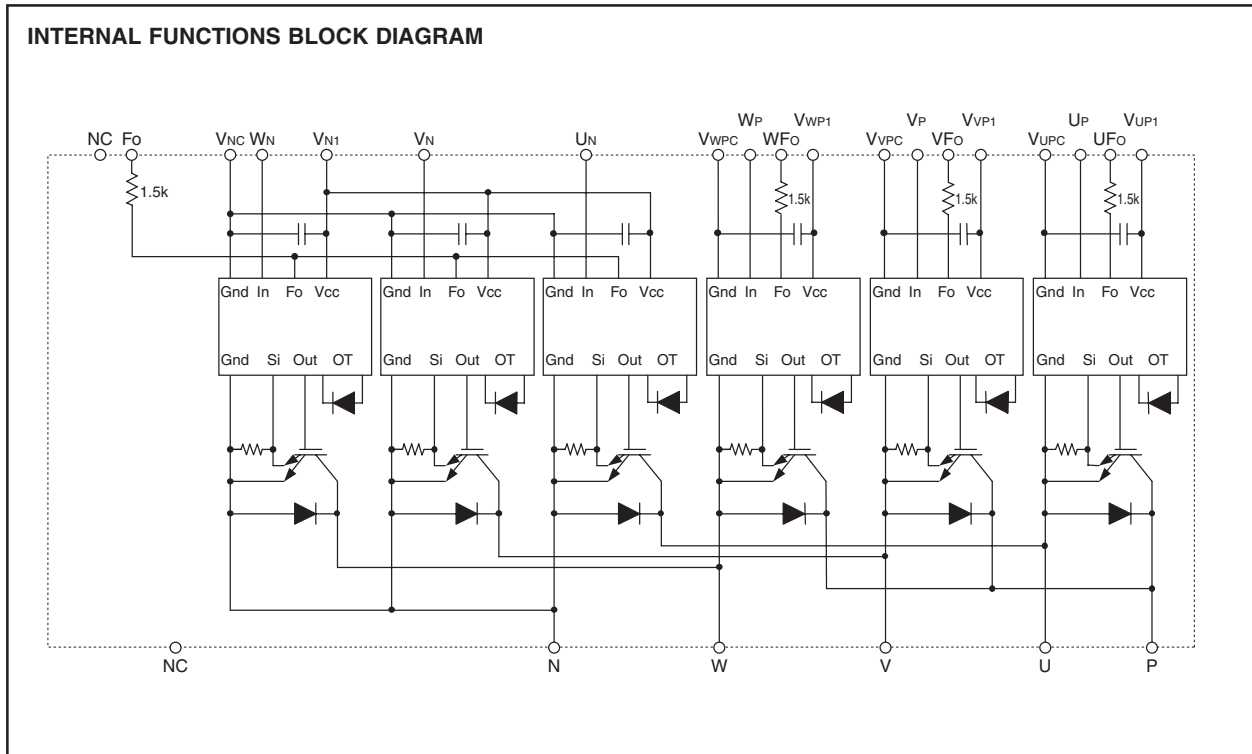 INTERNAL FUNCTIONS BLOCK DIAGRAM
WP VWP1 VP VVP1 UP VUP1
NC FO VNC WN VN1 VN UN VWPC WFO VVPC VFO VUPC UFO
1.5k 1.5k 1.5k 1.5k
Gnd In Fo Vcc Gnd In Fo Vcc Gnd In Fo Vcc Gnd In Fo Vcc Gnd In Fo Vcc Gnd In Fo Vcc
Gnd Si Out OT Gnd Si Out OT Gnd Si Out OT Gnd Si Out OT Gnd Si Out OT Gnd Si Out OT
NC N W V U P